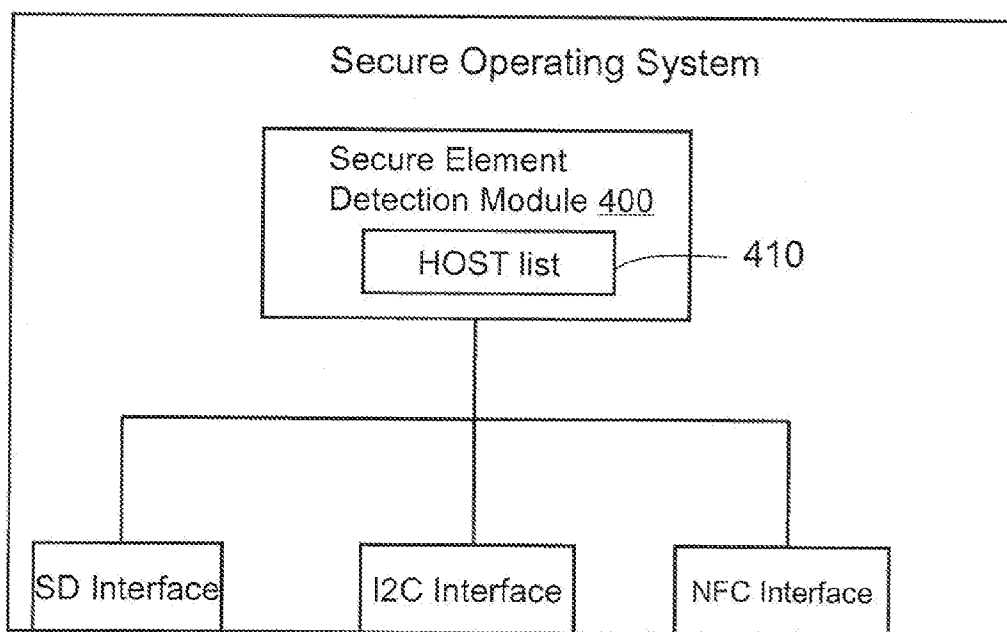 Secure Operating System
Secure Element
Detection Module 400
HOST list
410
SD Interface
I2C Interface
NFC Interface